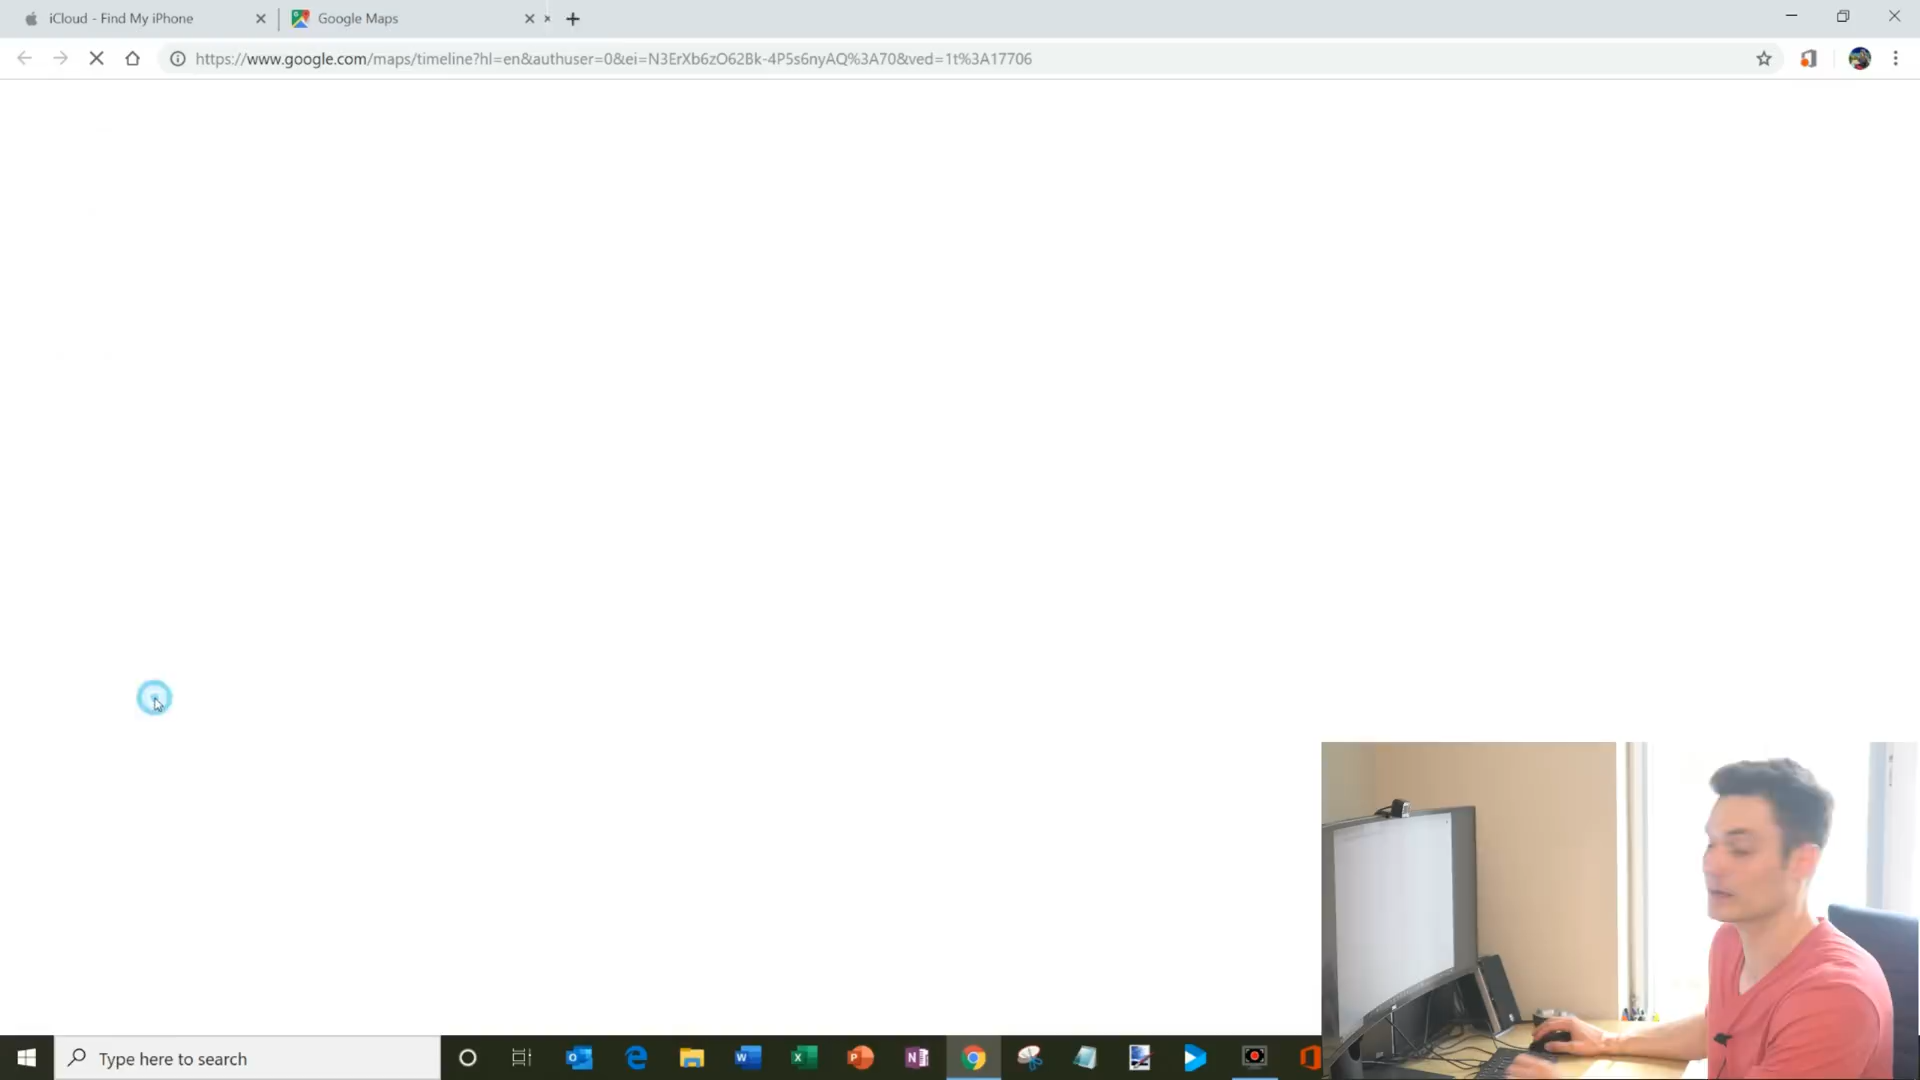 iCloud - Find My iPhone
Google Maps
https://www.google.com/maps/timeline?hl=en&authuser=0&ei=N3ErXb6zO62Bk-4P5s6nyAQ%3A70&ved=1t%3A17706
Type here to search